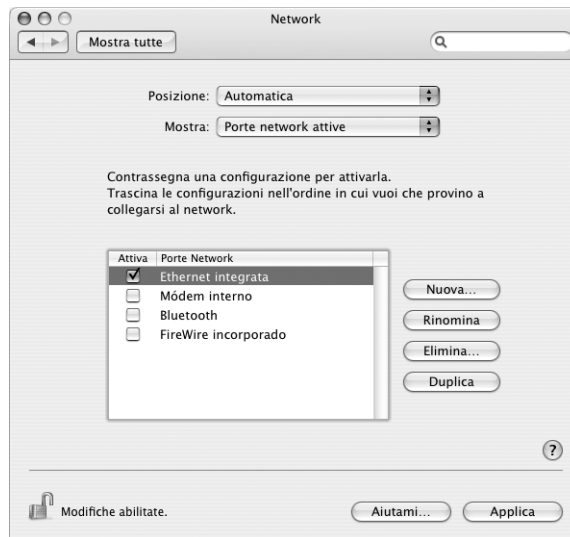 Network
Mostra tutte
Posizione: Automatica
Mostra: Porte network attive
Contrassegna una configurazione per attivarla.
Trascina le configurazioni nell'ordine in cui vuoi che provino a
collegarsi al network.
Attiva Porte Network
Ethernet integrata
Módem interno
Bluetooth
FireWire incorporado
Nuova...
Rinomina
Elimina...
Duplica
?
Modifiche abilitate.
Aiutami...
Applica